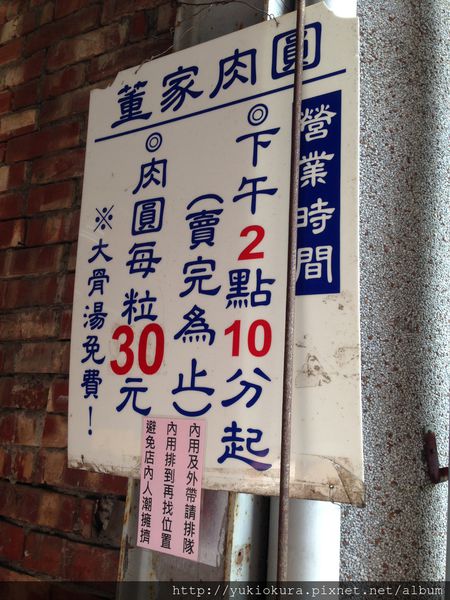 董家肉圓
營業時間
◎下午2點10分起
(賣完為止)
◎肉圓每粒30元
※大骨湯免費！
內用及外帶請排隊
內用排到再找位置
避免店內人潮擁擠
http://yukiokura.pixnet.net/album